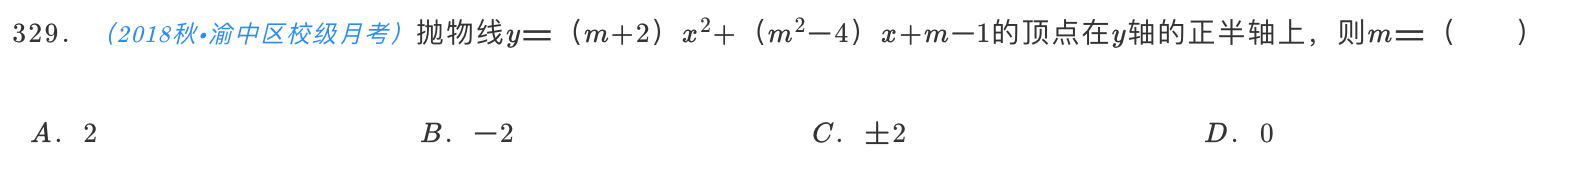 329. (2018秋•渝中区校级月考) 抛物线y=（m+2）x²+（m²−4）x+m−1的顶点在y轴的正半轴上，则m=（  ）
A. 2 B. −2 C. ±2 D. 0